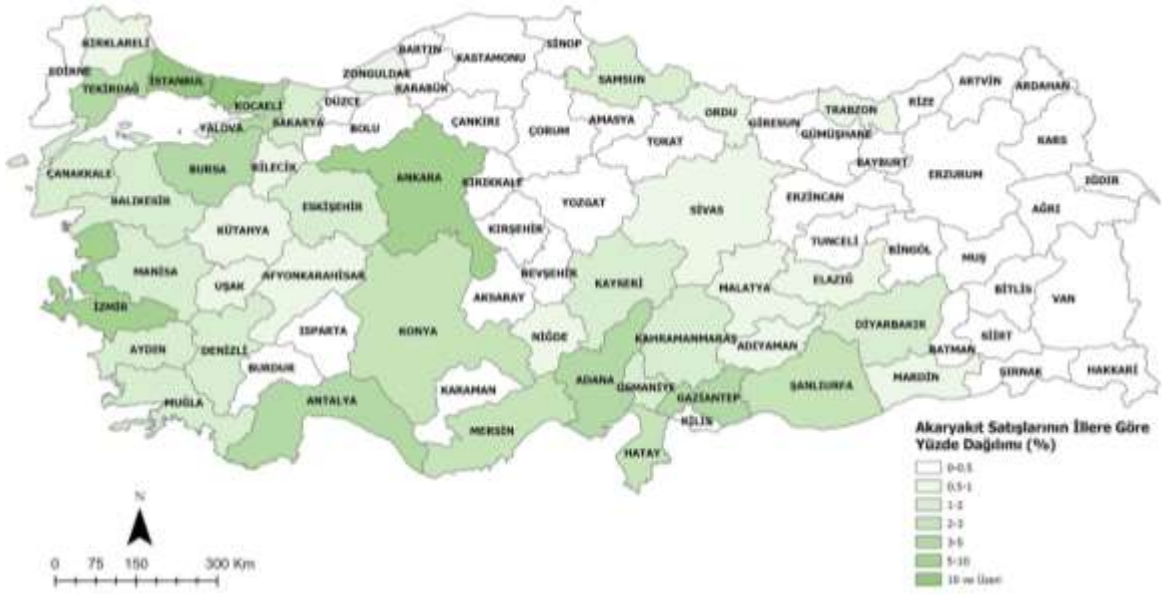 SİNOP
BARTIN
KASTAMONU
KIRKLARELİ
EDİRNE
ZONGULDAK
KARABÜK
SAMSUN
ARTVİN
ARDAHAN
TEKİRDAĞ
İSTANBUL
KOCAELİ
DÜZCE
ÇANKIRI
ORDU
TRABZON
RİZE
YALOVA
SAKARYA
BOLU
ÇORUM
AMASYA
GİRESUN
GÜMÜŞHANE
KARS
TOKAT
BAYBURT
ÇANAKKALE
BURSA
BİLECİK
ANKARA
KIRIKKALE
ERZURUM
IĞDIR
BALIKESİR
ESKİŞEHİR
YOZGAT
SİVAS
ERZİNCAN
AĞRI
KÜTAHYA
KIRŞEHİR
TUNCELİ
BİNGÖL
MUŞ
MANİSA
UŞAK
AFYONKARAHİSAR
NEVŞEHİR
KAYSERİ
MALATYA
ELAZIĞ
BİTLİS
VAN
İZMİR
AKSARAY
ISPARTA
KONYA
NİĞDE
KAHRAMANMARAŞ
DİYARBAKIR
SİİRT
AYDIN
DENİZLİ
ADIYAMAN
BATMAN
BURDUR
KARAMAN
ADANA
OSMANİYE
GAZİANTEP
ŞANLIURFA
MARDİN
ŞIRNAK
HAKKARİ
MUĞLA
ANTALYA
MERSİN
KİLİS
HATAY
Akaryakıt Satışlarının İllere Göre
Yüzde Dağılımı (%)
0-0.5
0.5-1
1-2
2-3
3-5
5-10
10 ve Üzeri
N
0 75 150 300 Km